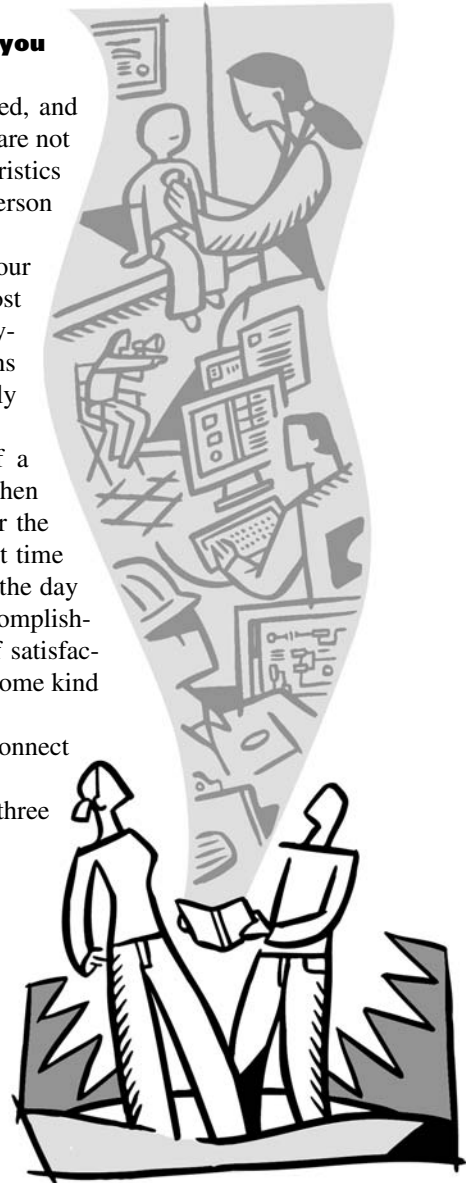 you
ed, and
are not
ristics
erson
our
ost
y-
ns
ly
f a
hen
r the
t time
the day
omplish-
f satisfac-
ome kind
onnect
three